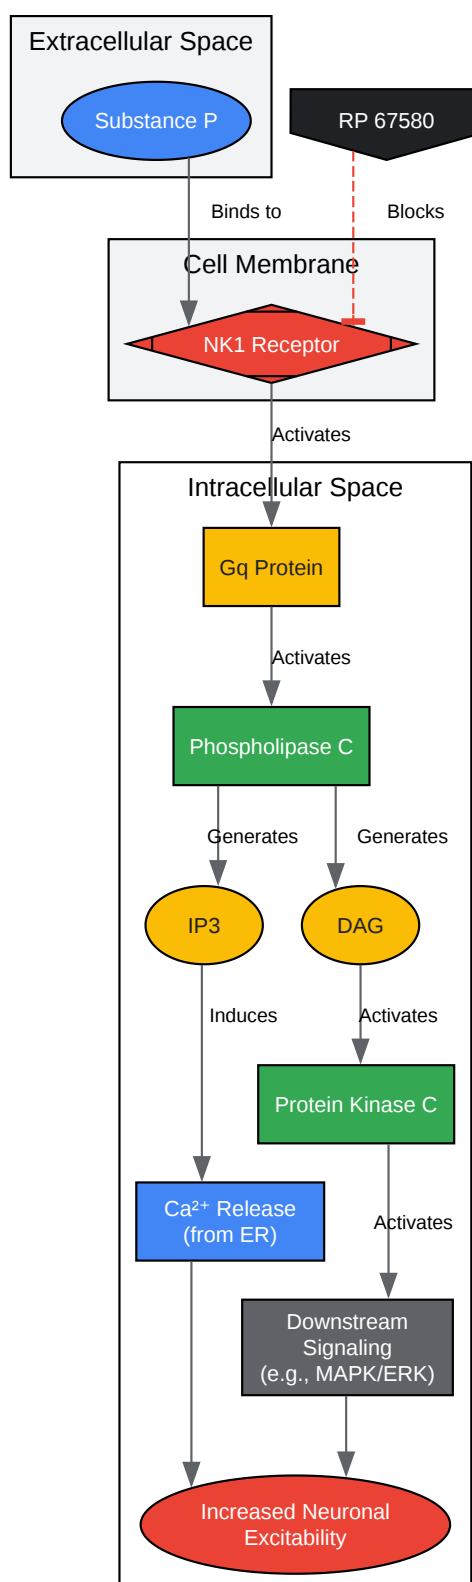 Extracellular Space
Substance P
RP 67580
Binds to
Blocks
Cell Membrane
NK1 Receptor
Activates
Intracellular Space
Gq Protein
Activates
Phospholipase C
Generates
Generates
IP3
DAG
Induces
Activates
Protein Kinase C
Ca²⁺ Release
(from ER)
Activates
Downstream
Signaling
(e.g., MAPK/ERK)
Increased Neuronal
Excitability